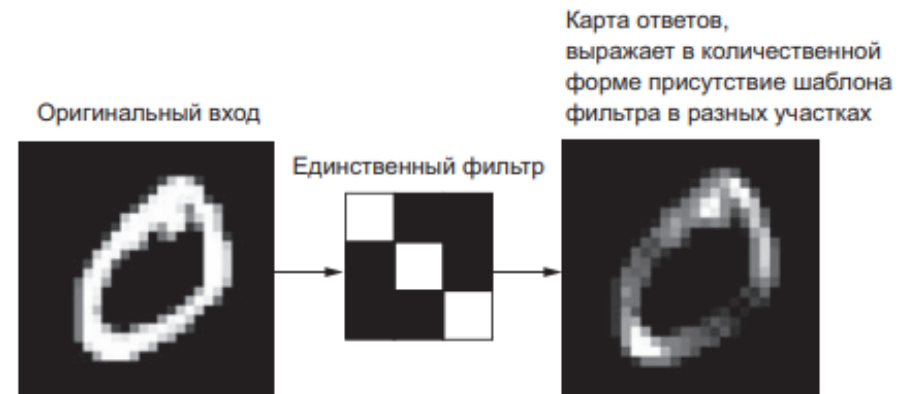 Оригинальный вход
Единственный фильтр
Карта ответов,
выражает в количественной
форме присутствие шаблона
фильтра в разных участках